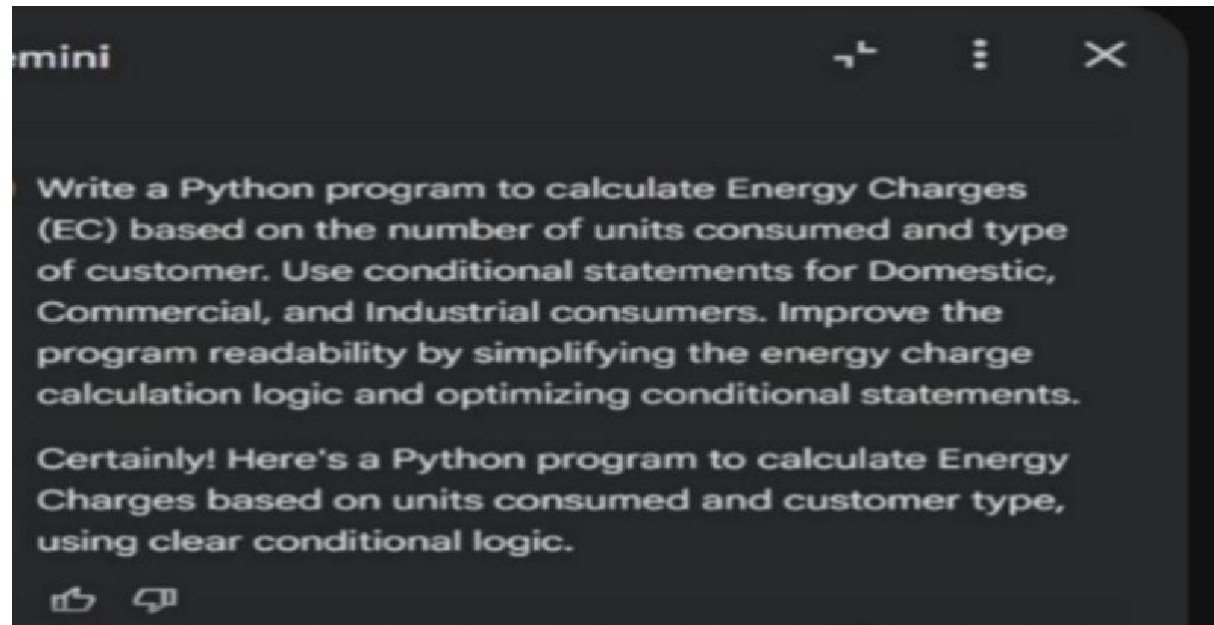 emini
Write a Python program to calculate Energy Charges
(EC) based on the number of units consumed and type
of customer. Use conditional statements for Domestic,
Commercial, and Industrial consumers. Improve the
program readability by simplifying the energy charge
calculation logic and optimizing conditional statements.
Certainly! Here's a Python program to calculate Energy
Charges based on units consumed and customer type,
using clear conditional logic.